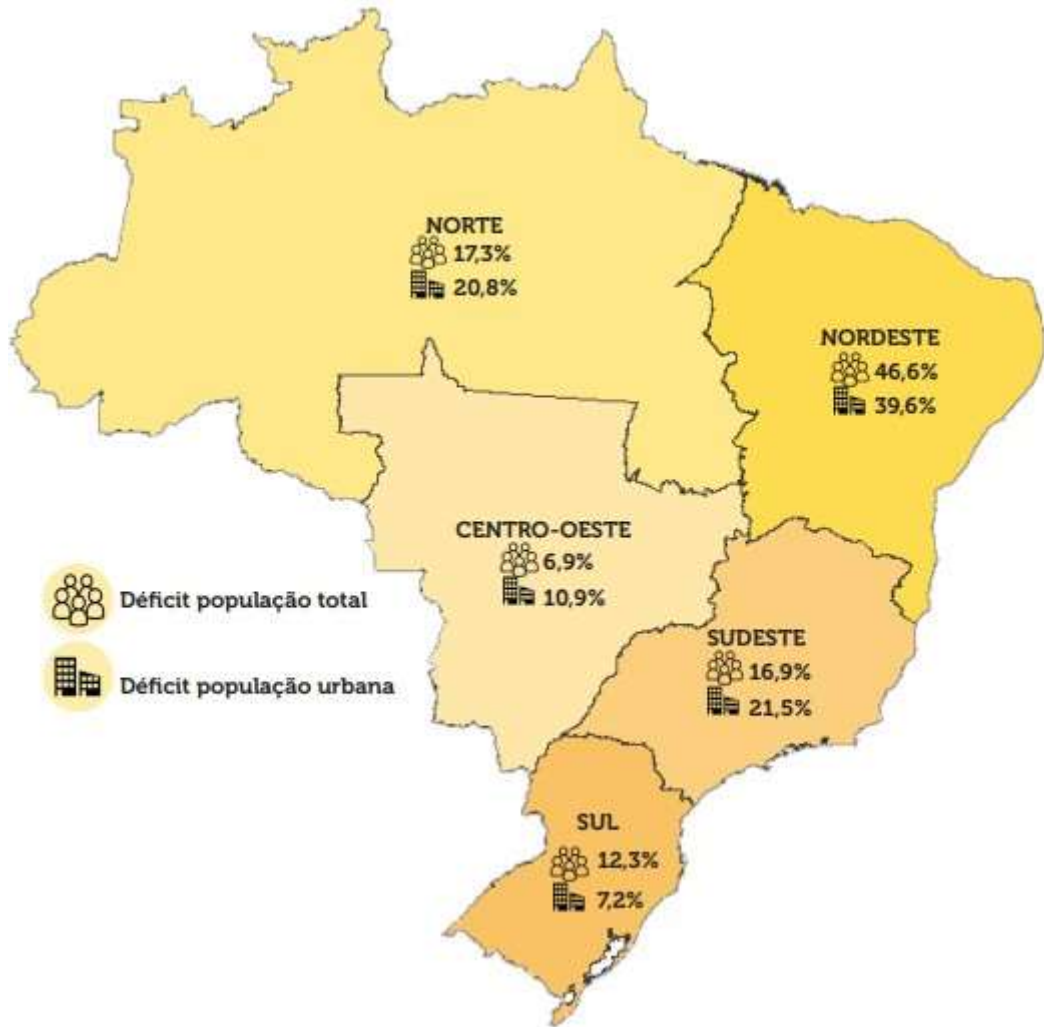 NORTE
17,3%
20,8%
NORDESTE
46,6%
39,6%
CENTRO-OESTE
6,9%
10,9%
Déficit população total
Déficit população urbana
SUDESTE
16,9%
21,5%
SUL
12,3%
7,2%